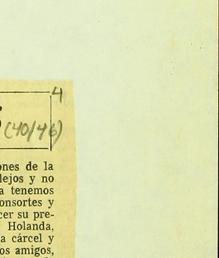 4
(40/46)
ones de la
lejos y no
a tenemos
onsortes y
cer su pre-
Holanda,
a cárcel y
os amigos,